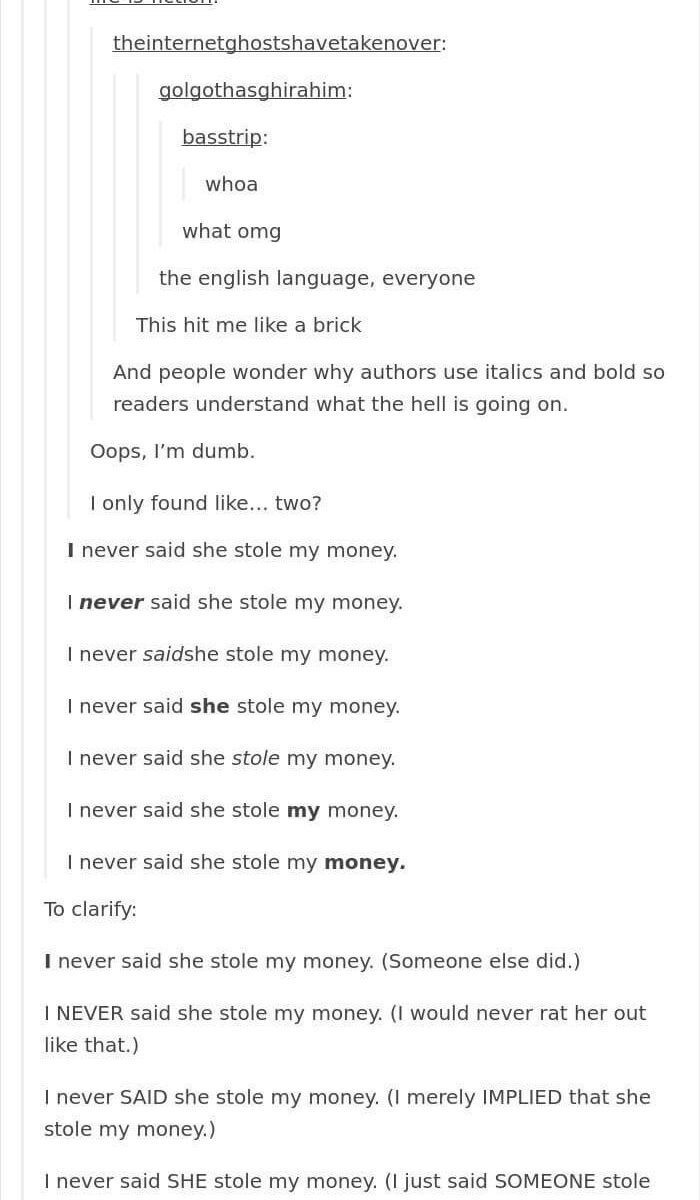 theinternetghostshavetakenover:
golgothasghirahim:
basstrip:
whoa
what omg
the english language, everyone
This hit me like a brick
And people wonder why authors use italics and bold so
readers understand what the hell is going on.
Oops, I’m dumb.
I only found like… two?
I never said she stole my money.
I never said she stole my money.
I never saidshe stole my money.
I never said she stole my money.
I never said she stole my money.
I never said she stole my money.
I never said she stole my money.
To clarify:
I never said she stole my money. (Someone else did.)
I NEVER said she stole my money. (I would never rat her out
like that.)
I never SAID she stole my money. (I merely IMPLIED that she
stole my money.)
I never said SHE stole my money. (I just said SOMEONE stole